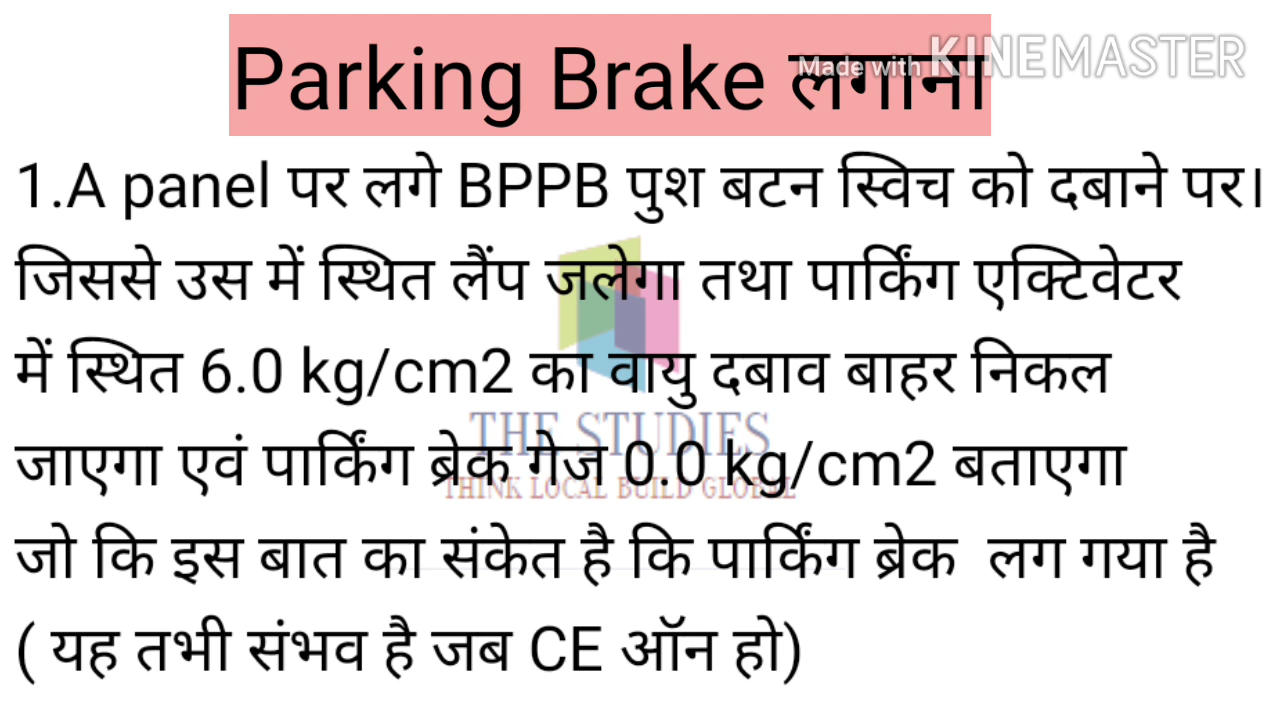 Parking Brake लगाना
Made with KINEMASTER
1.A panel पर लगे BPPB पुश बटन स्विच को दबाने पर।
जिससे उस में स्थित लैंप जलेगा तथा पार्किंग एक्टिवेटर
में स्थित 6.0 kg/cm2 का वायु दबाव बाहर निकल
जाएगा एवं पार्किंग ब्रेक गेज 0.0 kg/cm2 बताएगा
जो कि इस बात का संकेत है कि पार्किंग ब्रेक लग गया है
( यह तभी संभव है जब CE ऑन हो)
THE STUDIES
THINK LOCAL BUILD GLOBAL